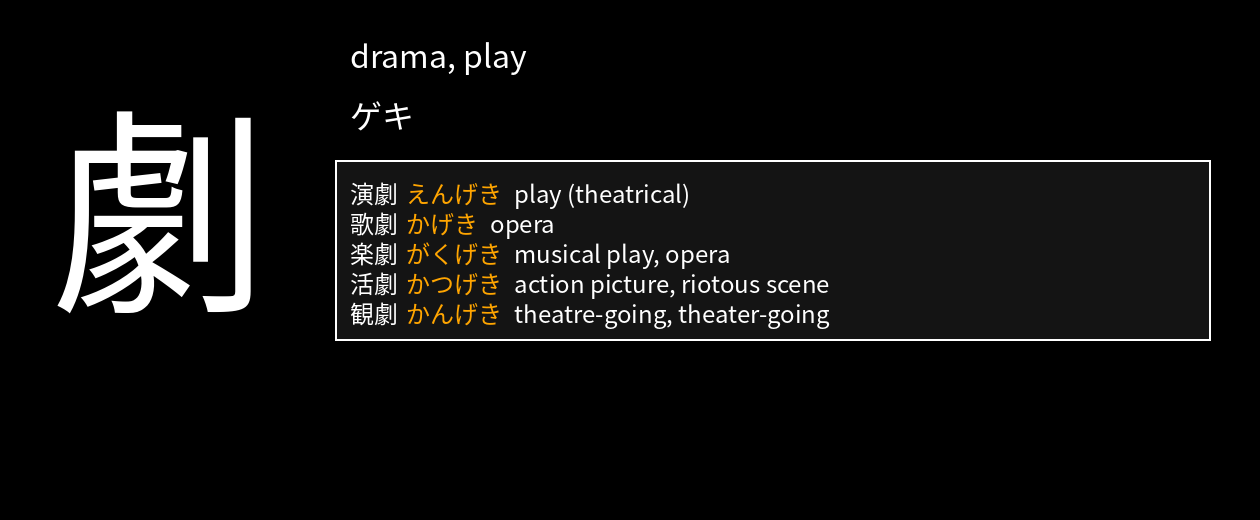 劇
drama, play
ゲキ
演劇 えんげき play (theatrical)
歌劇 かげき opera
楽劇 がくげき musical play, opera
活劇 かつげき action picture, riotous scene
観劇 かんげき theatre-going, theater-going